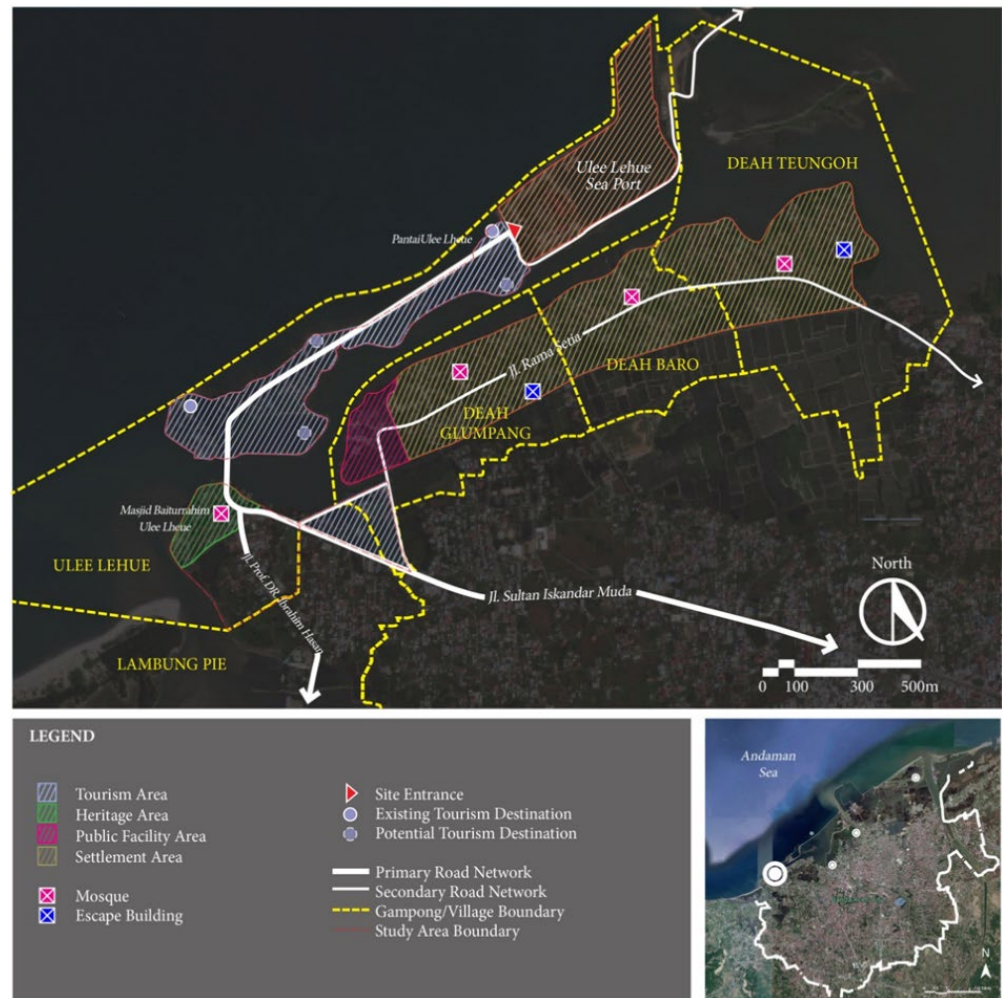 DEAH TEUNGOH
Ulee Lehue
Sea Port
PantaiUlee Lheue
Jl. Rama Setia
DEAH BARO
DEAH
GLUMPANG
Masjid Baiturrahim
Ulee Lheue
ULEE LEHUE
Jl. Prof. DR. Ibrahim Hasan
Jl. Sultan Iskandar Muda
LAMBUNG PIE
North
0 100 300 500m
LEGEND
Tourism Area
Heritage Area
Public Facility Area
Settlement Area
Mosque
Escape Building
Site Entrance
Existing Tourism Destination
Potential Tourism Destination
Primary Road Network
Secondary Road Network
Gampong/Village Boundary
Study Area Boundary
Andaman
Sea
N